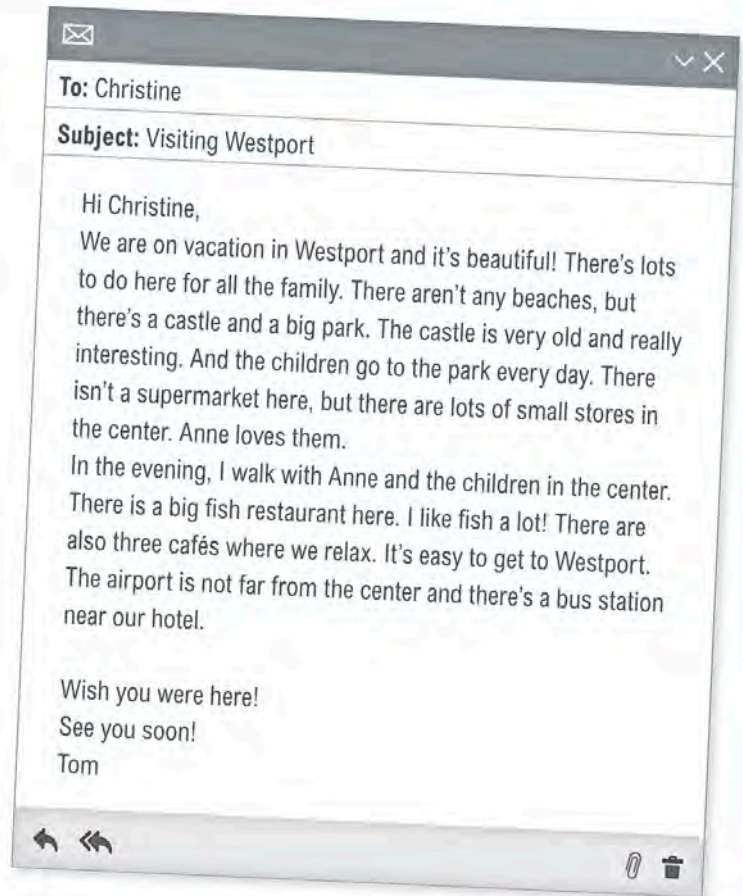 To: Christine
Subject: Visiting Westport
Hi Christine,
We are on vacation in Westport and it's beautiful! There's lots
to do here for all the family. There aren't any beaches, but
there's a castle and a big park. The castle is very old and really
interesting. And the children go to the park every day. There
isn't a supermarket here, but there are lots of small stores in
the center. Anne loves them.
In the evening, I walk with Anne and the children in the center.
There is a big fish restaurant here. I like fish a lot! There are
also three cafés where we relax. It's easy to get to Westport.
The airport is not far from the center and there's a bus station
near our hotel.
Wish you were here!
See you soon!
Tom